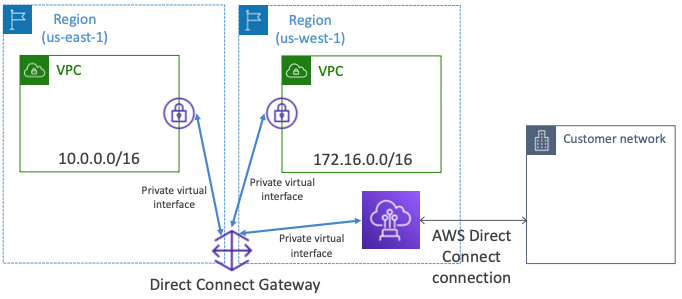 Region
(us-east-1)
Region
(us-west-1)
VPC
VPC
10.0.0.0/16
172.16.0.0/16
Customer network
Private virtual
interface
Private virtual
interface
Private virtual
interface
AWS Direct
Connect
connection
Direct Connect Gateway